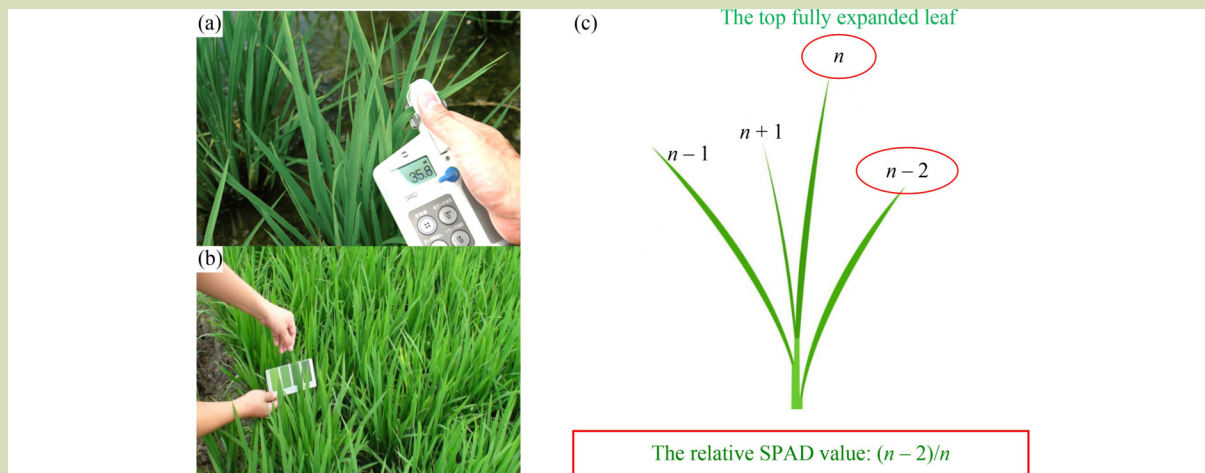 (a)
35.8
SPAD
(b)
(c)
The top fully expanded leaf
n
n + 1
n – 1
n – 2
The relative SPAD value: (n – 2)/n